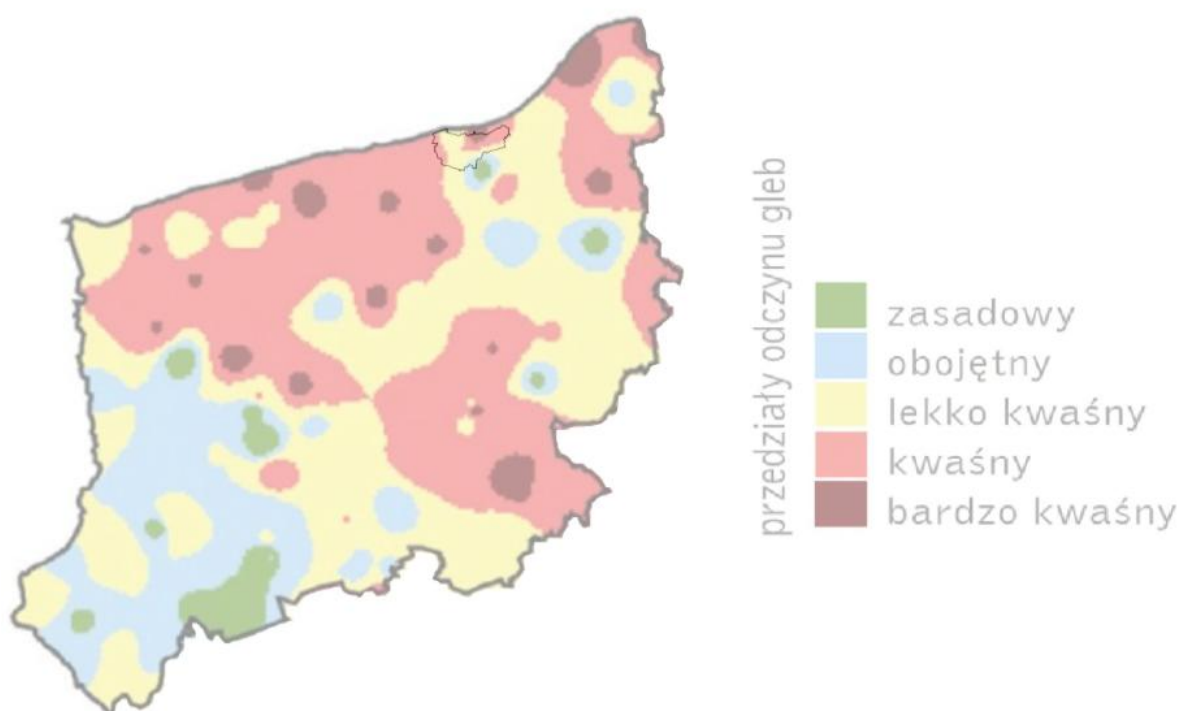 przedziały odczynu gleb
zasadowy
obojętny
lekko kwaśny
kwaśny
bardzo kwaśny